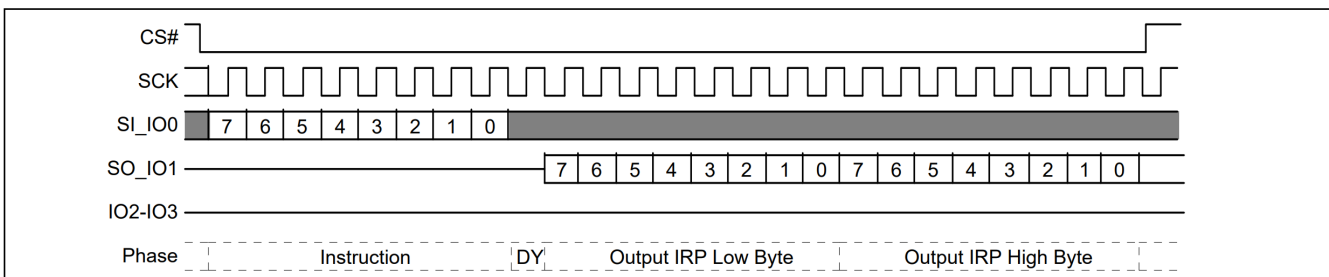 CS#
SCK
SI_IO0 7 6 5 4 3 2 1 0
SO_IO1 7 6 5 4 3 2 1 0 7 6 5 4 3 2 1 0
IO2-IO3
Phase Instruction DY Output IRP Low Byte Output IRP High Byte